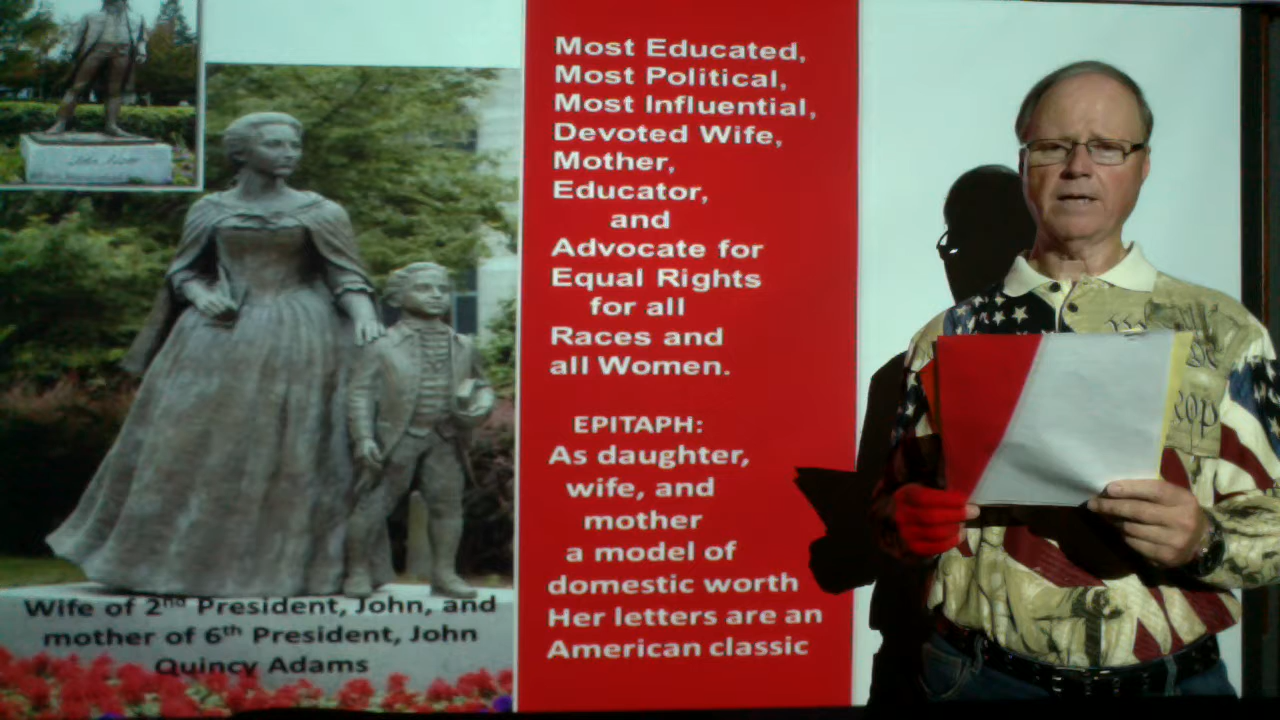 Most Educated,
Most Political,
Most Influential,
Devoted Wife,
Mother,
Educator,
and
Advocate for
Equal Rights
for all
Races and
all Women.
EPITAPH:
As daughter,
wife, and
mother
a model of
domestic worth
Her letters are an
American classic
Wife of 2nd President, John, and
mother of 6th President, John
Quincy Adams